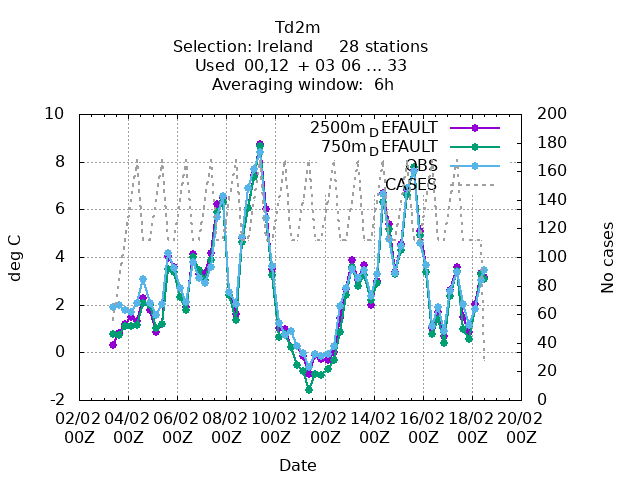 Td2m
Selection: Ireland 28 stations
Used 00,12 + 03 06 ... 33
Averaging window: 6h
10
8
6
4
2
0
-2
deg C
200
180
160
140
120
100
80
60
40
20
0
No cases
2500m_DEFAULT
750m_DEFAULT
OBS
CASES
02/02 04/02 06/02 08/02 10/02 12/02 14/02 16/02 18/02 20/02
00Z 00Z 00Z 00Z 00Z 00Z 00Z 00Z 00Z 00Z
Date